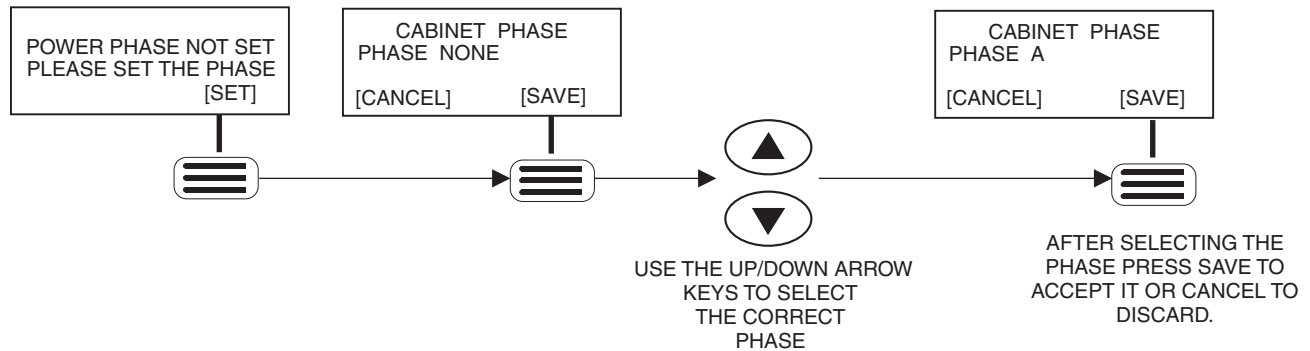 POWER PHASE NOT SET
PLEASE SET THE PHASE
[SET]
CABINET PHASE
PHASE NONE
[CANCEL] [SAVE]
USE THE UP/DOWN ARROW
KEYS TO SELECT
THE CORRECT
PHASE
CABINET PHASE
PHASE A
[CANCEL] [SAVE]
AFTER SELECTING THE
PHASE PRESS SAVE TO
ACCEPT IT OR CANCEL TO
DISCARD.